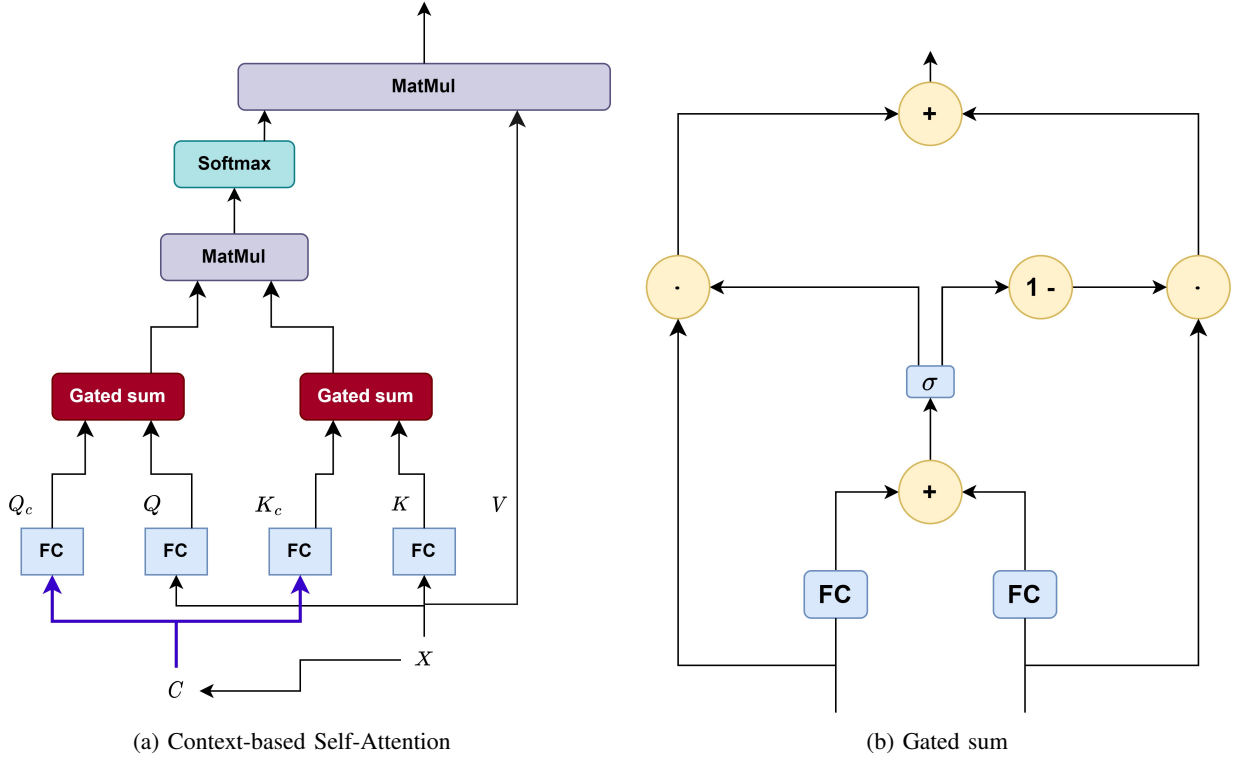 MatMul
Softmax
MatMul
Gated sum Gated sum
Q_c Q K_c K V
FC FC FC FC
X
C
(a) Context-based Self-Attention
+
· 1 - ·
σ
+
FC FC
(b) Gated sum